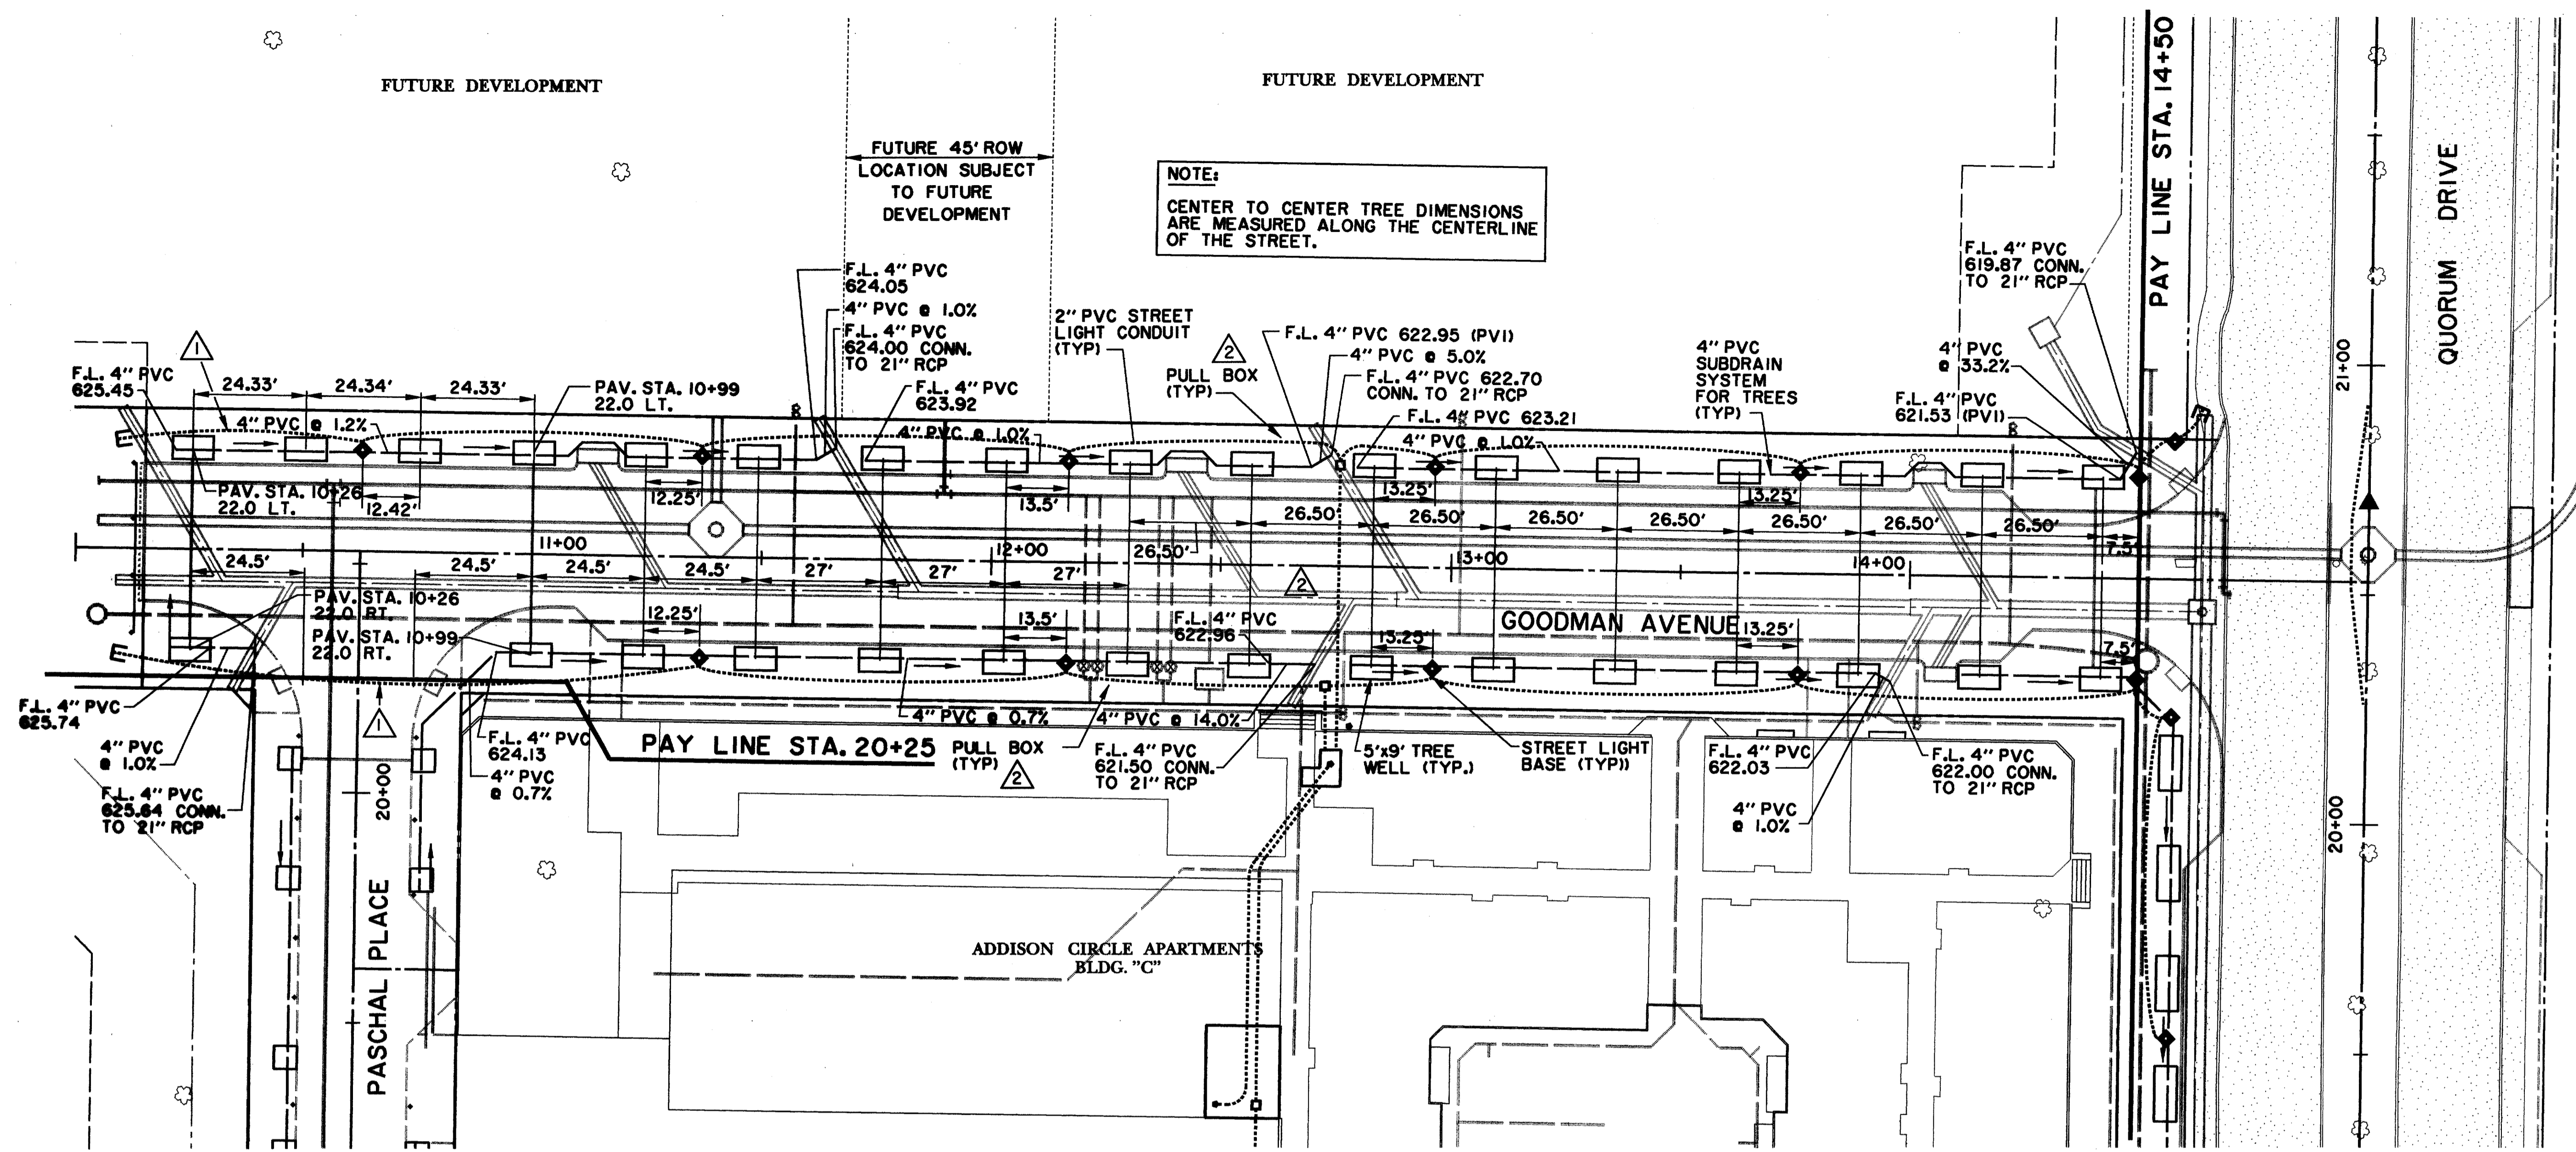 FUTURE DEVELOPMENT
FUTURE DEVELOPMENT
FUTURE 45' ROW
LOCATION SUBJECT
TO FUTURE
DEVELOPMENT
NOTE:
CENTER TO CENTER TREE DIMENSIONS
ARE MEASURED ALONG THE CENTERLINE
OF THE STREET.
PAY LINE STA. 14+50
QUORUM DRIVE
21+00
20+00
F.L. 4" PVC
619.87 CONN.
TO 21" RCP
4" PVC
@ 33.2%
F.L. 4" PVC
621.53 (PVI)
4" PVC
SUBDRAIN
SYSTEM
FOR TREES
(TYP)
F.L. 4" PVC
624.05
4" PVC @ 1.0%
F.L. 4" PVC
624.00 CONN.
TO 21" RCP
F.L. 4" PVC
623.92
2" PVC STREET
LIGHT CONDUIT
(TYP)
2
PULL BOX
(TYP)
F.L. 4" PVC 622.95 (PVI)
4" PVC @ 5.0%
F.L. 4" PVC 622.70
CONN. TO 21" RCP
F.L. 4" PVC 623.21
4" PVC @ 1.0%
4" PVC @ 1.0%
1
F.L. 4" PVC
625.45
24.33'
24.34'
24.33'
PAV. STA. 10+99
22.0 LT.
4" PVC @ 1.2%
PAV. STA. 10+26
22.0 LT.
12.42'
12.25'
13.5'
13.25'
13.25'
26.50'
26.50'
26.50'
26.50'
26.50'
26.50'
26.50'
26.50'
7.5'
11+00
12+00
13+00
14+00
24.5'
24.5'
24.5'
24.5'
27'
27'
27'
2
PAV. STA. 10+26
22.0 RT.
PAV. STA. 10+99
22.0 RT.
12.25'
13.5'
F.L. 4" PVC
622.96
13.25'
GOODMAN AVENUE
13.25'
7.5'
F.L. 4" PVC
625.74
4" PVC
@ 1.0%
F.L. 4" PVC
625.64 CONN.
TO 21" RCP
1
20+00
PASCHAL PLACE
F.L. 4" PVC
624.13
4" PVC
@ 0.7%
PAY LINE STA. 20+25
4" PVC @ 0.7%
PULL BOX
(TYP)
2
4" PVC @ 14.0%
F.L. 4" PVC
621.50 CONN.
TO 21" RCP
5'x9' TREE
WELL (TYP.)
STREET LIGHT
BASE (TYP))
F.L. 4" PVC
622.03
4" PVC
@ 1.0%
F.L. 4" PVC
622.00 CONN.
TO 21" RCP
ADDISON CIRCLE APARTMENTS
BLDG. "C"